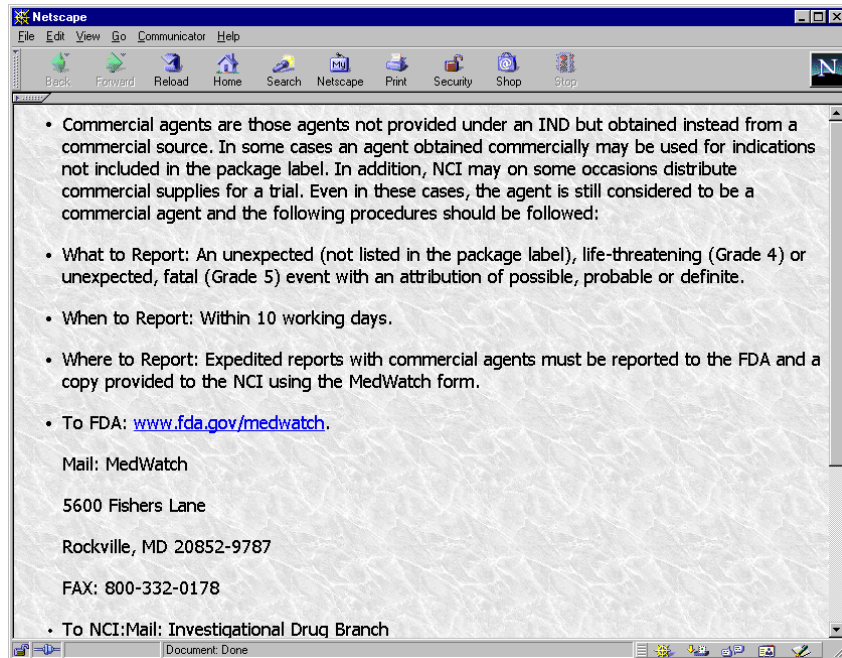 Netscape
File Edit View Go Communicator Help
Back Forward Reload Home Search Netscape Print Security Shop Stop
My
N
• Commercial agents are those agents not provided under an IND but obtained instead from a
commercial source. In some cases an agent obtained commercially may be used for indications
not included in the package label. In addition, NCI may on some occasions distribute
commercial supplies for a trial. Even in these cases, the agent is still considered to be a
commercial agent and the following procedures should be followed:
• What to Report: An unexpected (not listed in the package label), life-threatening (Grade 4) or
unexpected, fatal (Grade 5) event with an attribution of possible, probable or definite.
• When to Report: Within 10 working days.
• Where to Report: Expedited reports with commercial agents must be reported to the FDA and a
copy provided to the NCI using the MedWatch form.
• To FDA: www.fda.gov/medwatch.
Mail: MedWatch
5600 Fishers Lane
Rockville, MD 20852-9787
FAX: 800-332-0178
• To NCI:Mail: Investigational Drug Branch
Document: Done